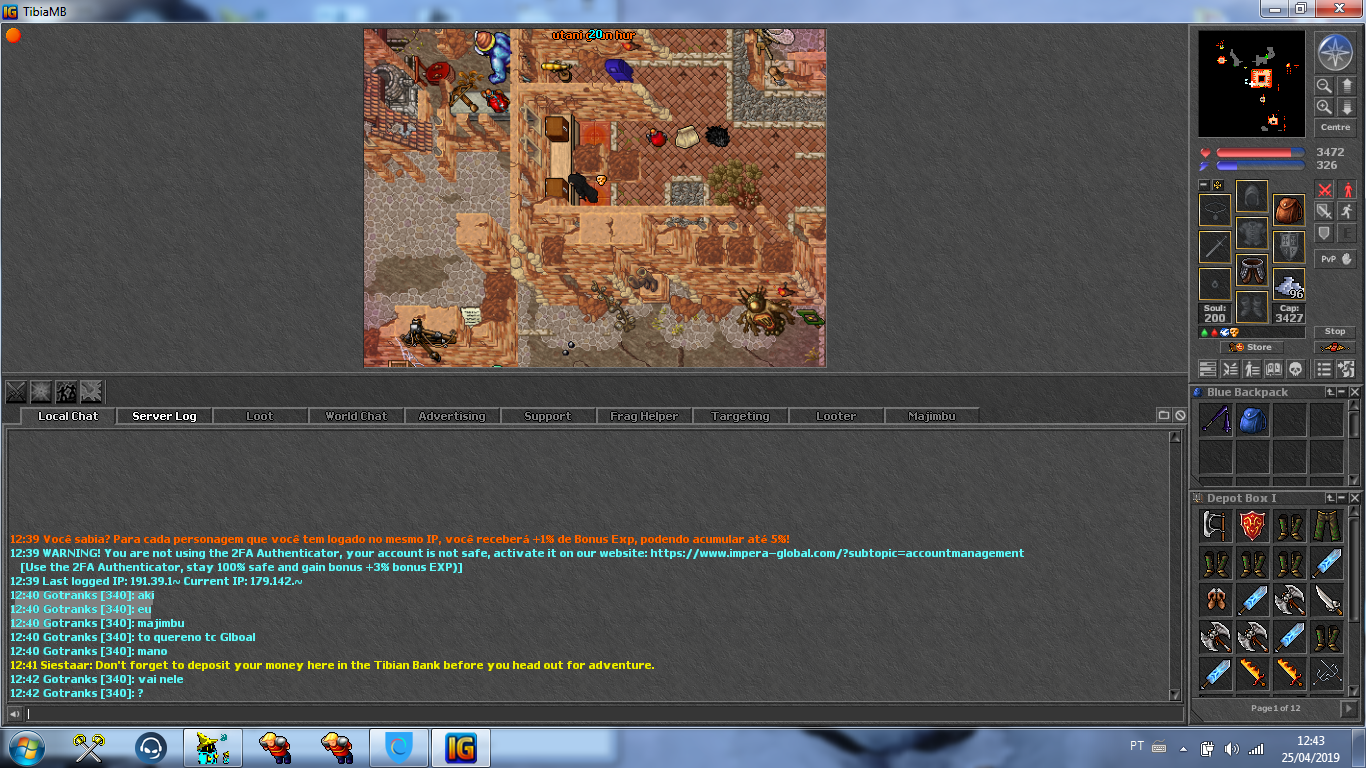 IG TibiaMB
utani
20
hur
Centre
3472
326
96
Soul:
200
Cap:
3427
PvP
E
Stop
Store
Local Chat Server Log Loot World Chat Advertising Support Frag Helper Targeting Looter Majimbu
Blue Backpack
Depot Box I
12:39 Você sabia? Para cada personagem que você tem logado no mesmo IP, você receberá +1% de Bonus Exp, podendo acumular até 5%!
12:39 WARNING! You are not using the 2FA Authenticator, your account is not safe, activate it on our website: https://www.impera-global.com/?subtopic=accountmanagement
[Use the 2FA Authenticator, stay 100% safe and gain bonus +3% bonus EXP)]
12:39 Last logged IP: 191.39.1~ Current IP: 179.142.~
12:40 Gotranks [340]: aki
12:40 Gotranks [340]: eu
12:40 Gotranks [340]: majimbu
12:40 Gotranks [340]: to quereno tc Glboal
12:40 Gotranks [340]: mano
12:41 Siestaar: Don't forget to deposit your money here in the Tibian Bank before you head out for adventure.
12:42 Gotranks [340]: vai nele
12:42 Gotranks [340]: ?
Page 1 of 12
IG
PT
12:43
25/04/2019